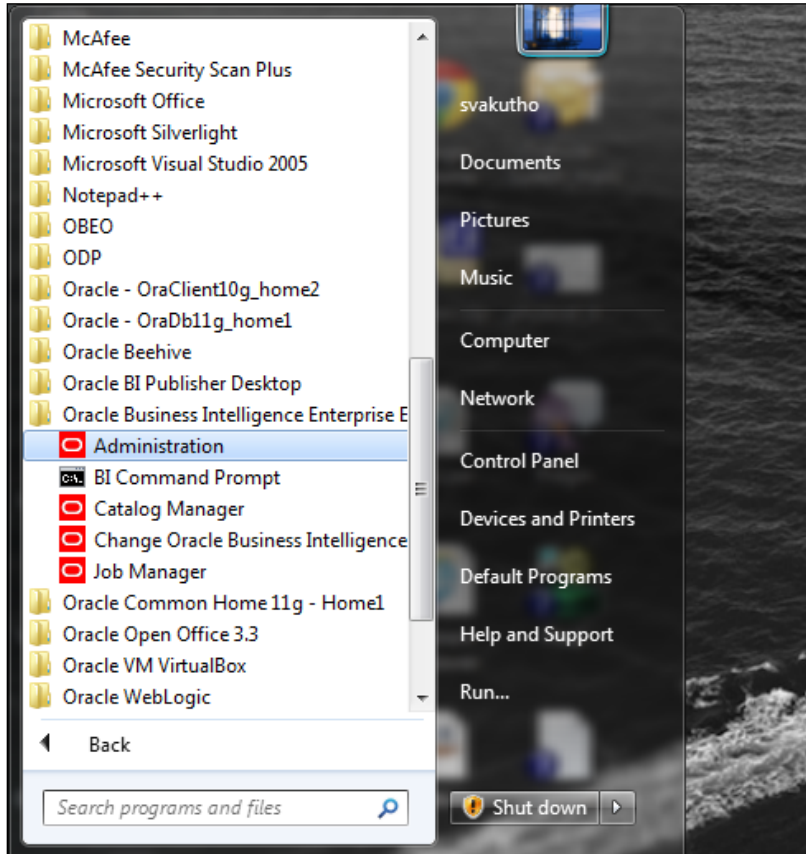 McAfee
McAfee Security Scan Plus
Microsoft Office
Microsoft Silverlight
Microsoft Visual Studio 2005
Notepad++
OBEO
ODP
Oracle - OraClient10g_home2
Oracle - OraDb11g_home1
Oracle Beehive
Oracle BI Publisher Desktop
Oracle Business Intelligence Enterprise E
Administration
BI Command Prompt
Catalog Manager
Change Oracle Business Intelligence
Job Manager
Oracle Common Home 11g - Home1
Oracle Open Office 3.3
Oracle VM VirtualBox
Oracle WebLogic
Back
Search programs and files
svakutho
Documents
Pictures
Music
Computer
Network
Control Panel
Devices and Printers
Default Programs
Help and Support
Run...
Shut down